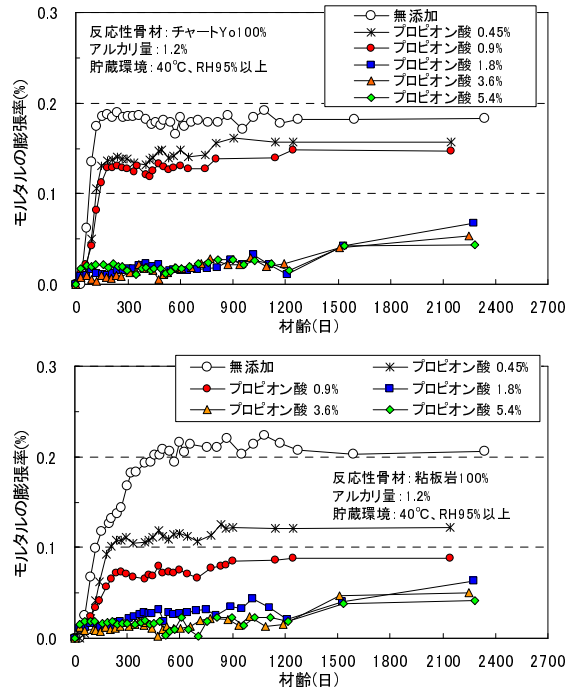 反応性骨材：チャートYo100%
アルカリ量：1.2%
貯蔵環境：40℃、RH95%以上
無添加
プロピオン酸 0.45%
プロピオン酸 0.9%
プロピオン酸 1.8%
プロピオン酸 3.6%
プロピオン酸 5.4%
モルタルの膨張率(%)
0.3
0.2
0.1
0.0
0 300 600 900 1200 1500 1800 2100 2400 2700
材齢(日)
無添加 プロピオン酸 0.45%
プロピオン酸 0.9% プロピオン酸 1.8%
プロピオン酸 3.6% プロピオン酸 5.4%
反応性骨材：粘板岩100%
アルカリ量：1.2%
貯蔵環境：40℃、RH95%以上
モルタルの膨張率(%)
0.3
0.2
0.1
0.0
0 300 600 900 1200 1500 1800 2100 2400 2700
材齢(日)